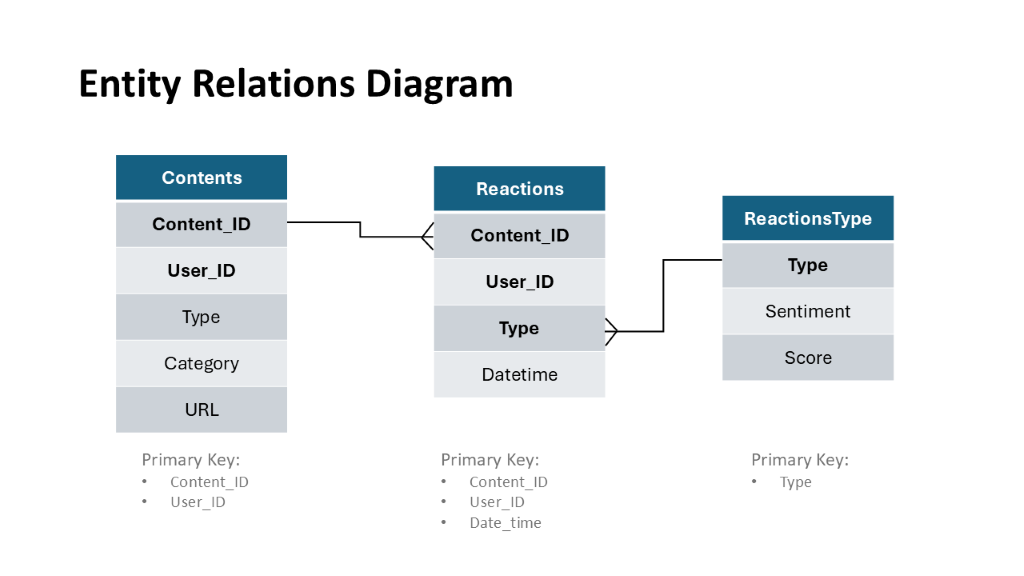 Entity Relations Diagram
Contents
Content_ID
User_ID
Type
Category
URL
Primary Key:
• Content_ID
• User_ID
Reactions
Content_ID
User_ID
Type
Datetime
Primary Key:
• Content_ID
• User_ID
• Date_time
ReactionsType
Type
Sentiment
Score
Primary Key:
• Type